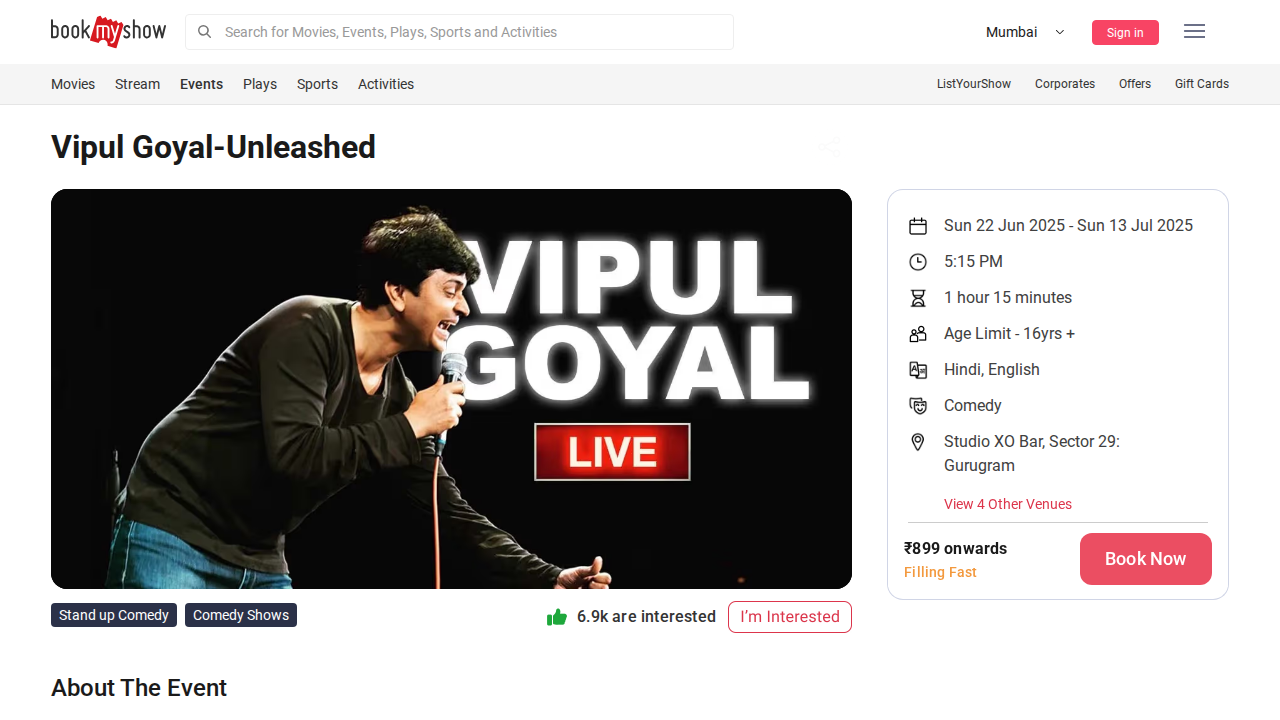 bookmyshow
Search for Movies, Events, Plays, Sports and Activities
Mumbai
Sign in
Movies
Stream
Events
Plays
Sports
Activities
ListYourShow
Corporates
Offers
Gift Cards
Vipul Goyal-Unleashed
VIPUL
GOYAL
LIVE
Sun 22 Jun 2025 - Sun 13 Jul 2025
5:15 PM
1 hour 15 minutes
Age Limit - 16yrs +
Hindi, English
Comedy
Studio XO Bar, Sector 29:
Gurugram
View 4 Other Venues
₹899 onwards
Filling Fast
Book Now
Stand up Comedy
Comedy Shows
6.9k are interested
I’m Interested
About The Event